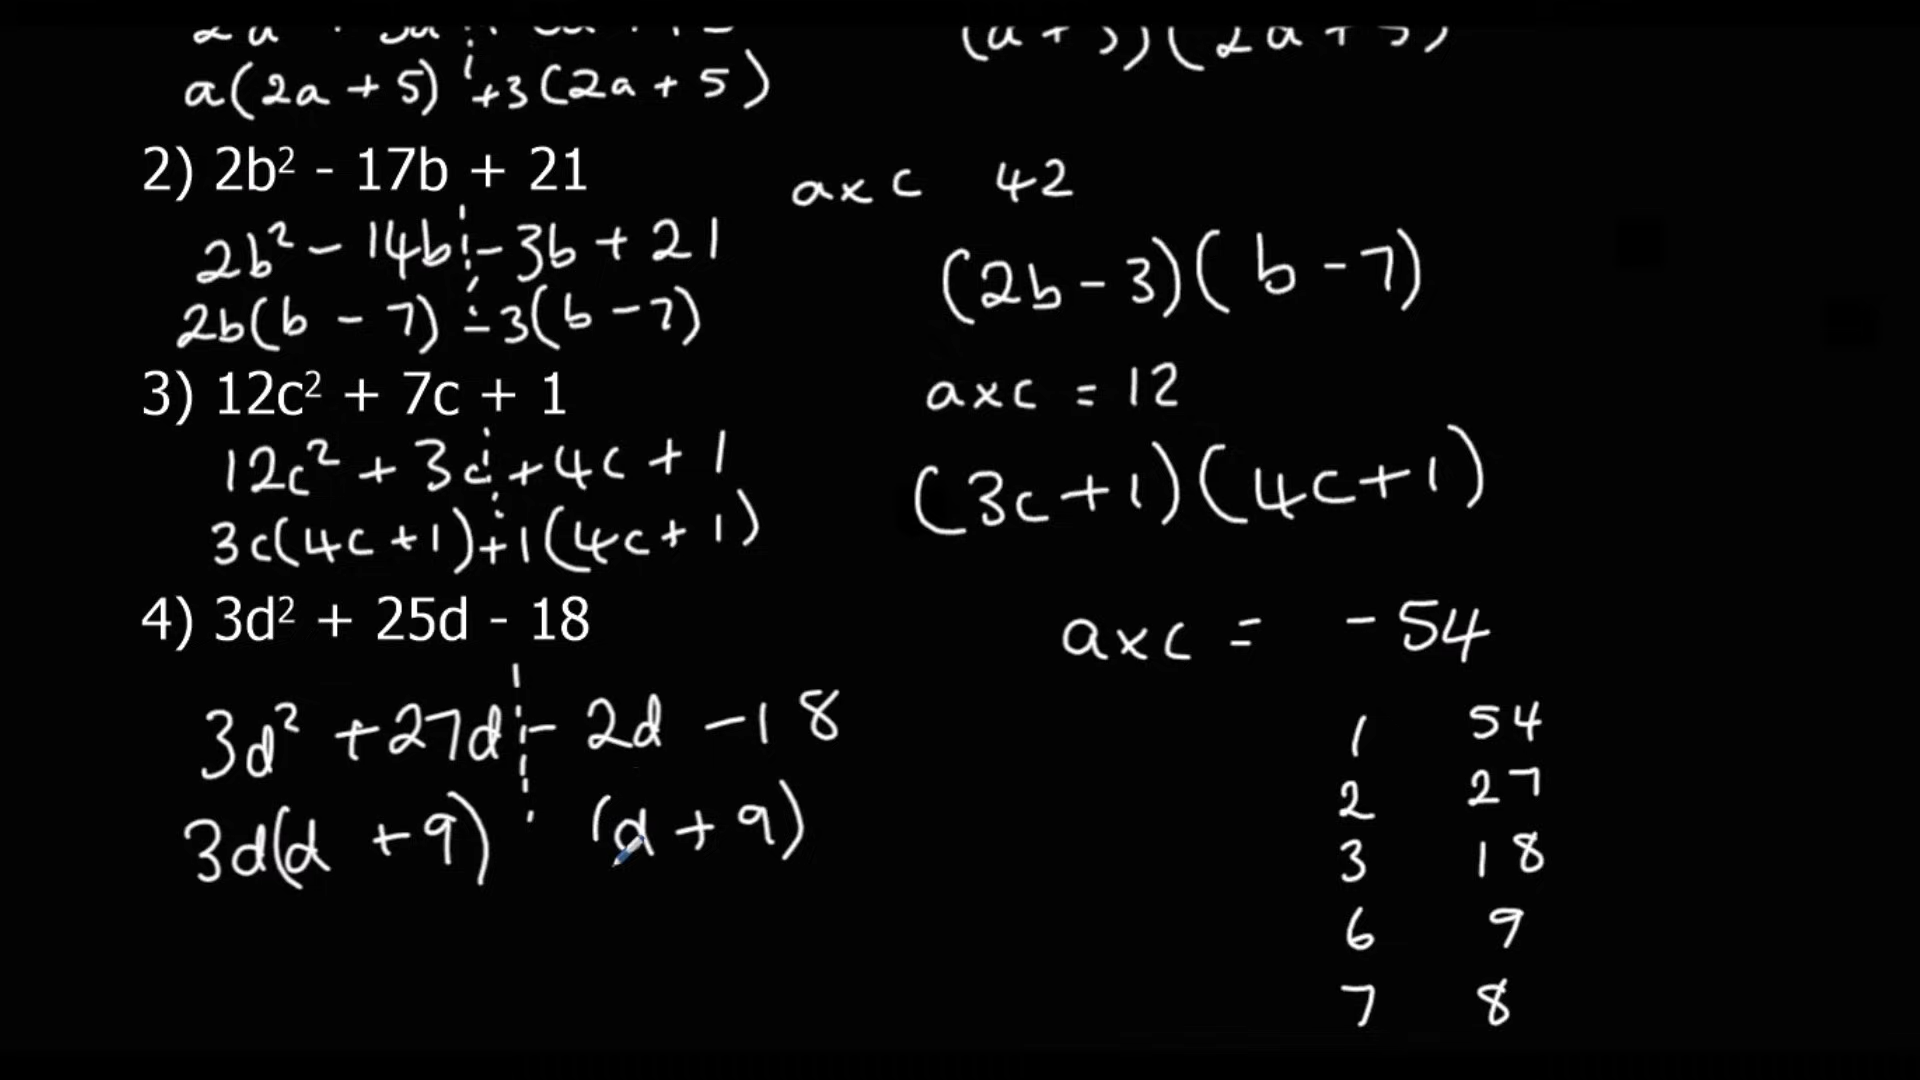 a(2a + 5) +3(2a + 5)
2) 2b² - 17b + 21
axc 42
2b² - 14b - 3b + 21
(2b - 3)(b - 7)
2b(b - 7) - 3(b - 7)
3) 12c² + 7c + 1
axc = 12
12c² + 3c + 4c + 1
(3c + 1)(4c + 1)
3c(4c + 1) + 1(4c + 1)
4) 3d² + 25d - 18
axc = - 54
3d² + 27d - 2d - 18
1 54
2 27
3d(d + 9) (d + 9)
3 18
6 9
7 8